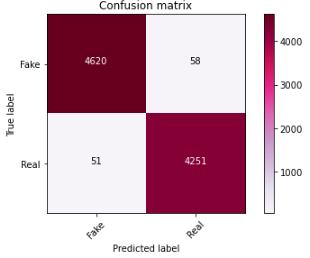 Confusion matrix
Fake
4620
58
Real
51
4251
True label
Fake
Real
Predicted label
4000
3000
2000
1000